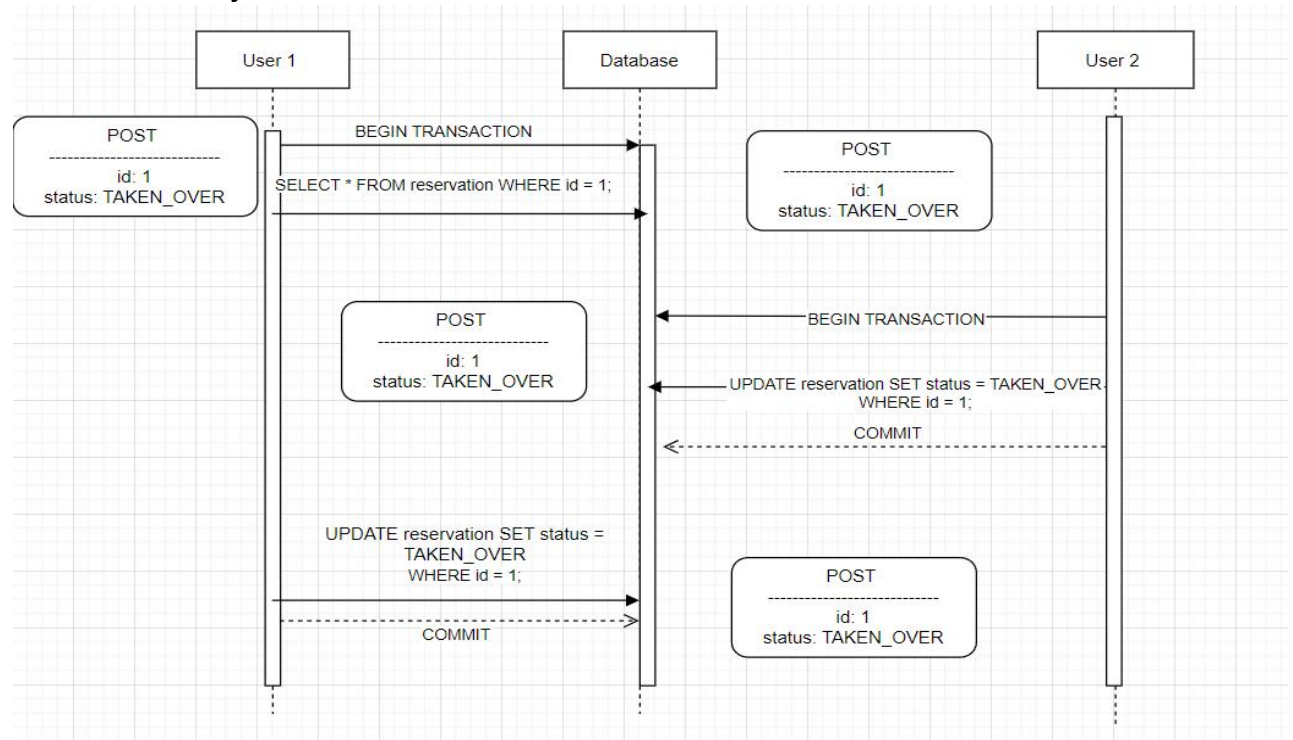 User 1
Database
User 2
POST
----------------------------
id: 1
status: TAKEN_OVER
BEGIN TRANSACTION
POST
----------------------------
id: 1
status: TAKEN_OVER
SELECT * FROM reservation WHERE id = 1;
POST
----------------------------
id: 1
status: TAKEN_OVER
BEGIN TRANSACTION
UPDATE reservation SET status = TAKEN_OVER
WHERE id = 1;
COMMIT
UPDATE reservation SET status =
TAKEN_OVER
WHERE id = 1;
COMMIT
POST
----------------------------
id: 1
status: TAKEN_OVER